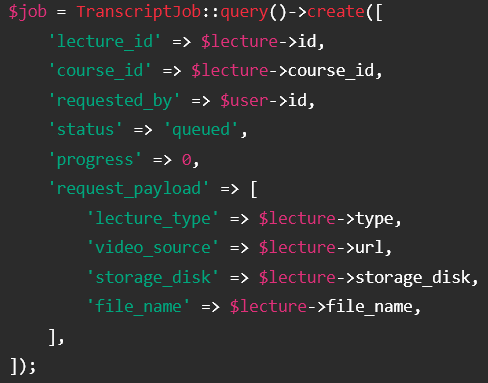 $job = TranscriptJob::query()->create([
    'lecture_id' => $lecture->id,
    'course_id' => $lecture->course_id,
    'requested_by' => $user->id,
    'status' => 'queued',
    'progress' => 0,
    'request_payload' => [
        'lecture_type' => $lecture->type,
        'video_source' => $lecture->url,
        'storage_disk' => $lecture->storage_disk,
        'file_name' => $lecture->file_name,
    ],
]);